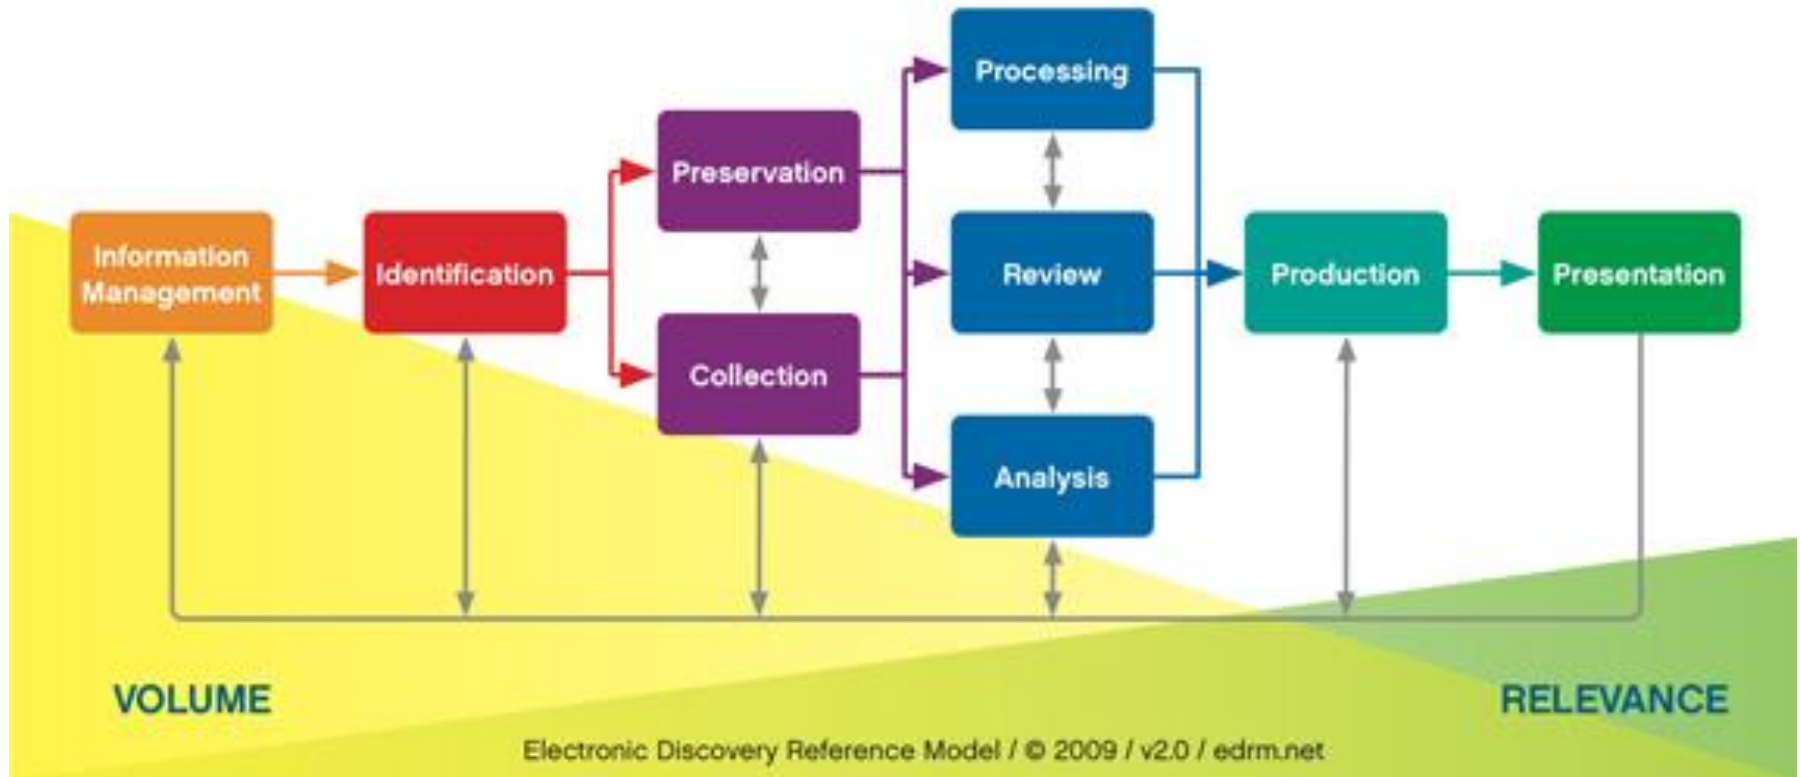 Information
Management
Identification
Preservation
Collection
Processing
Review
Analysis
Production
Presentation
VOLUME
RELEVANCE
Electronic Discovery Reference Model / © 2009 / v2.0 / edrm.net